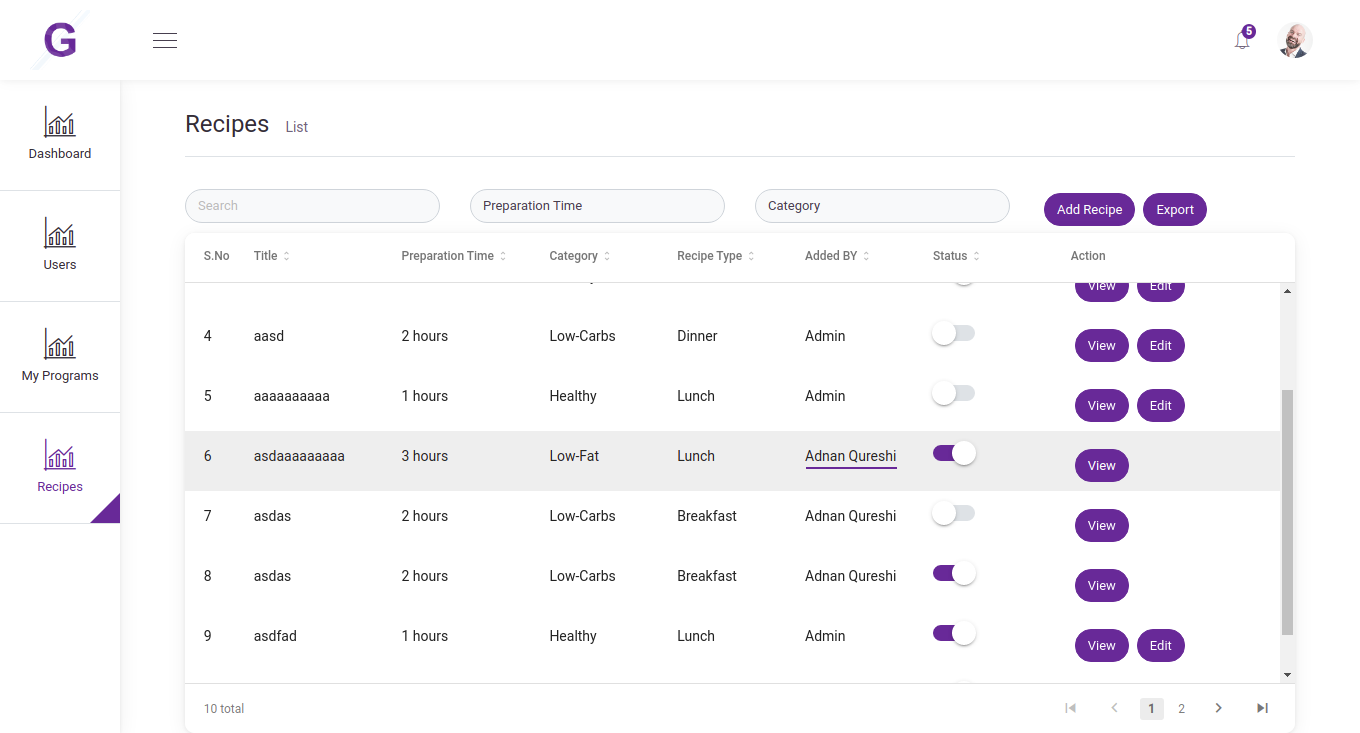 G
5
Dashboard
Users
My Programs
Recipes
Recipes List
Search Preparation Time Category Add Recipe Export
S.No Title Preparation Time Category Recipe Type Added BY Status Action
View Edit
4 aasd 2 hours Low-Carbs Dinner Admin View Edit
5 aaaaaaaaaa 1 hours Healthy Lunch Admin View Edit
6 asdaaaaaaaaa 3 hours Low-Fat Lunch Adnan Qureshi View
7 asdas 2 hours Low-Carbs Breakfast Adnan Qureshi View
8 asdas 2 hours Low-Carbs Breakfast Adnan Qureshi View
9 asdfad 1 hours Healthy Lunch Admin View Edit
10 total 1 2